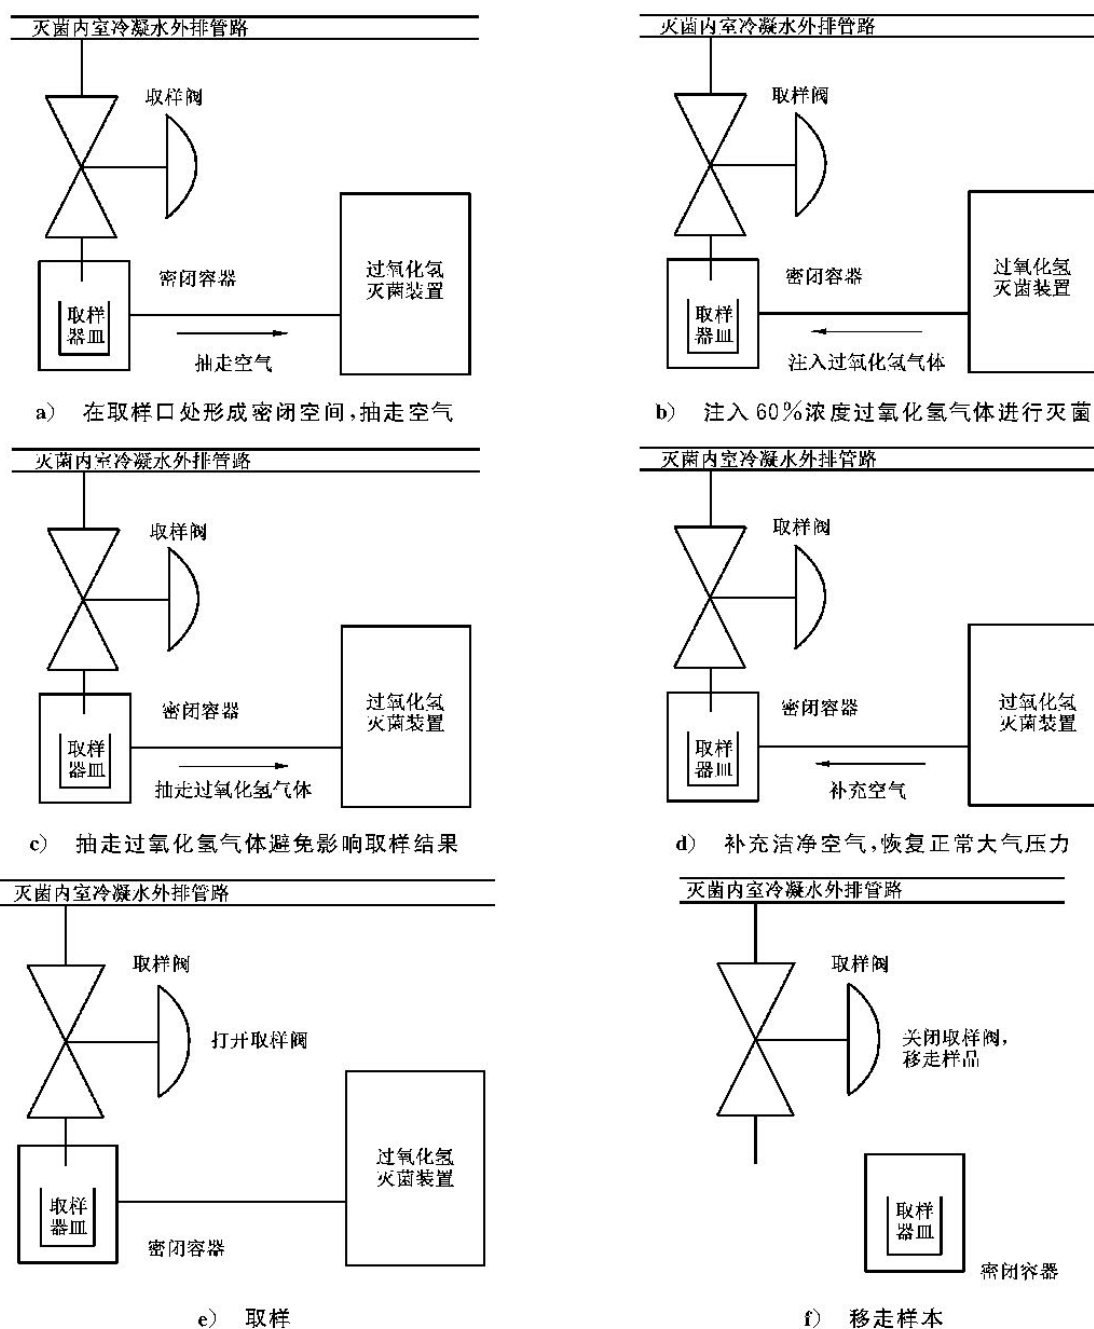 灭菌内室冷凝水外排管路
取样阀
密闭容器
过氧化氢
灭菌装置
取样
器皿
抽走空气
a) 在取样口处形成密闭空间,抽走空气
灭菌内室冷凝水外排管路
取样阀
密闭容器
过氧化氢
灭菌装置
取样
器皿
注入过氧化氢气体
b) 注入60%浓度过氧化氢气体进行灭菌
灭菌内室冷凝水外排管路
取样阀
密闭容器
过氧化氢
灭菌装置
取样
器皿
抽走过氧化氢气体
c) 抽走过氧化氢气体避免影响取样结果
灭菌内室冷凝水外排管路
取样阀
密闭容器
过氧化氢
灭菌装置
取样
器皿
补充空气
d) 补充洁净空气,恢复正常大气压力
灭菌内室冷凝水外排管路
取样阀
打开取样阀
过氧化氢
灭菌装置
取样
器皿
密闭容器
e) 取样
灭菌内室冷凝水外排管路
取样阀
关闭取样阀,
移走样品
取样
器皿
密闭容器
f) 移走样本